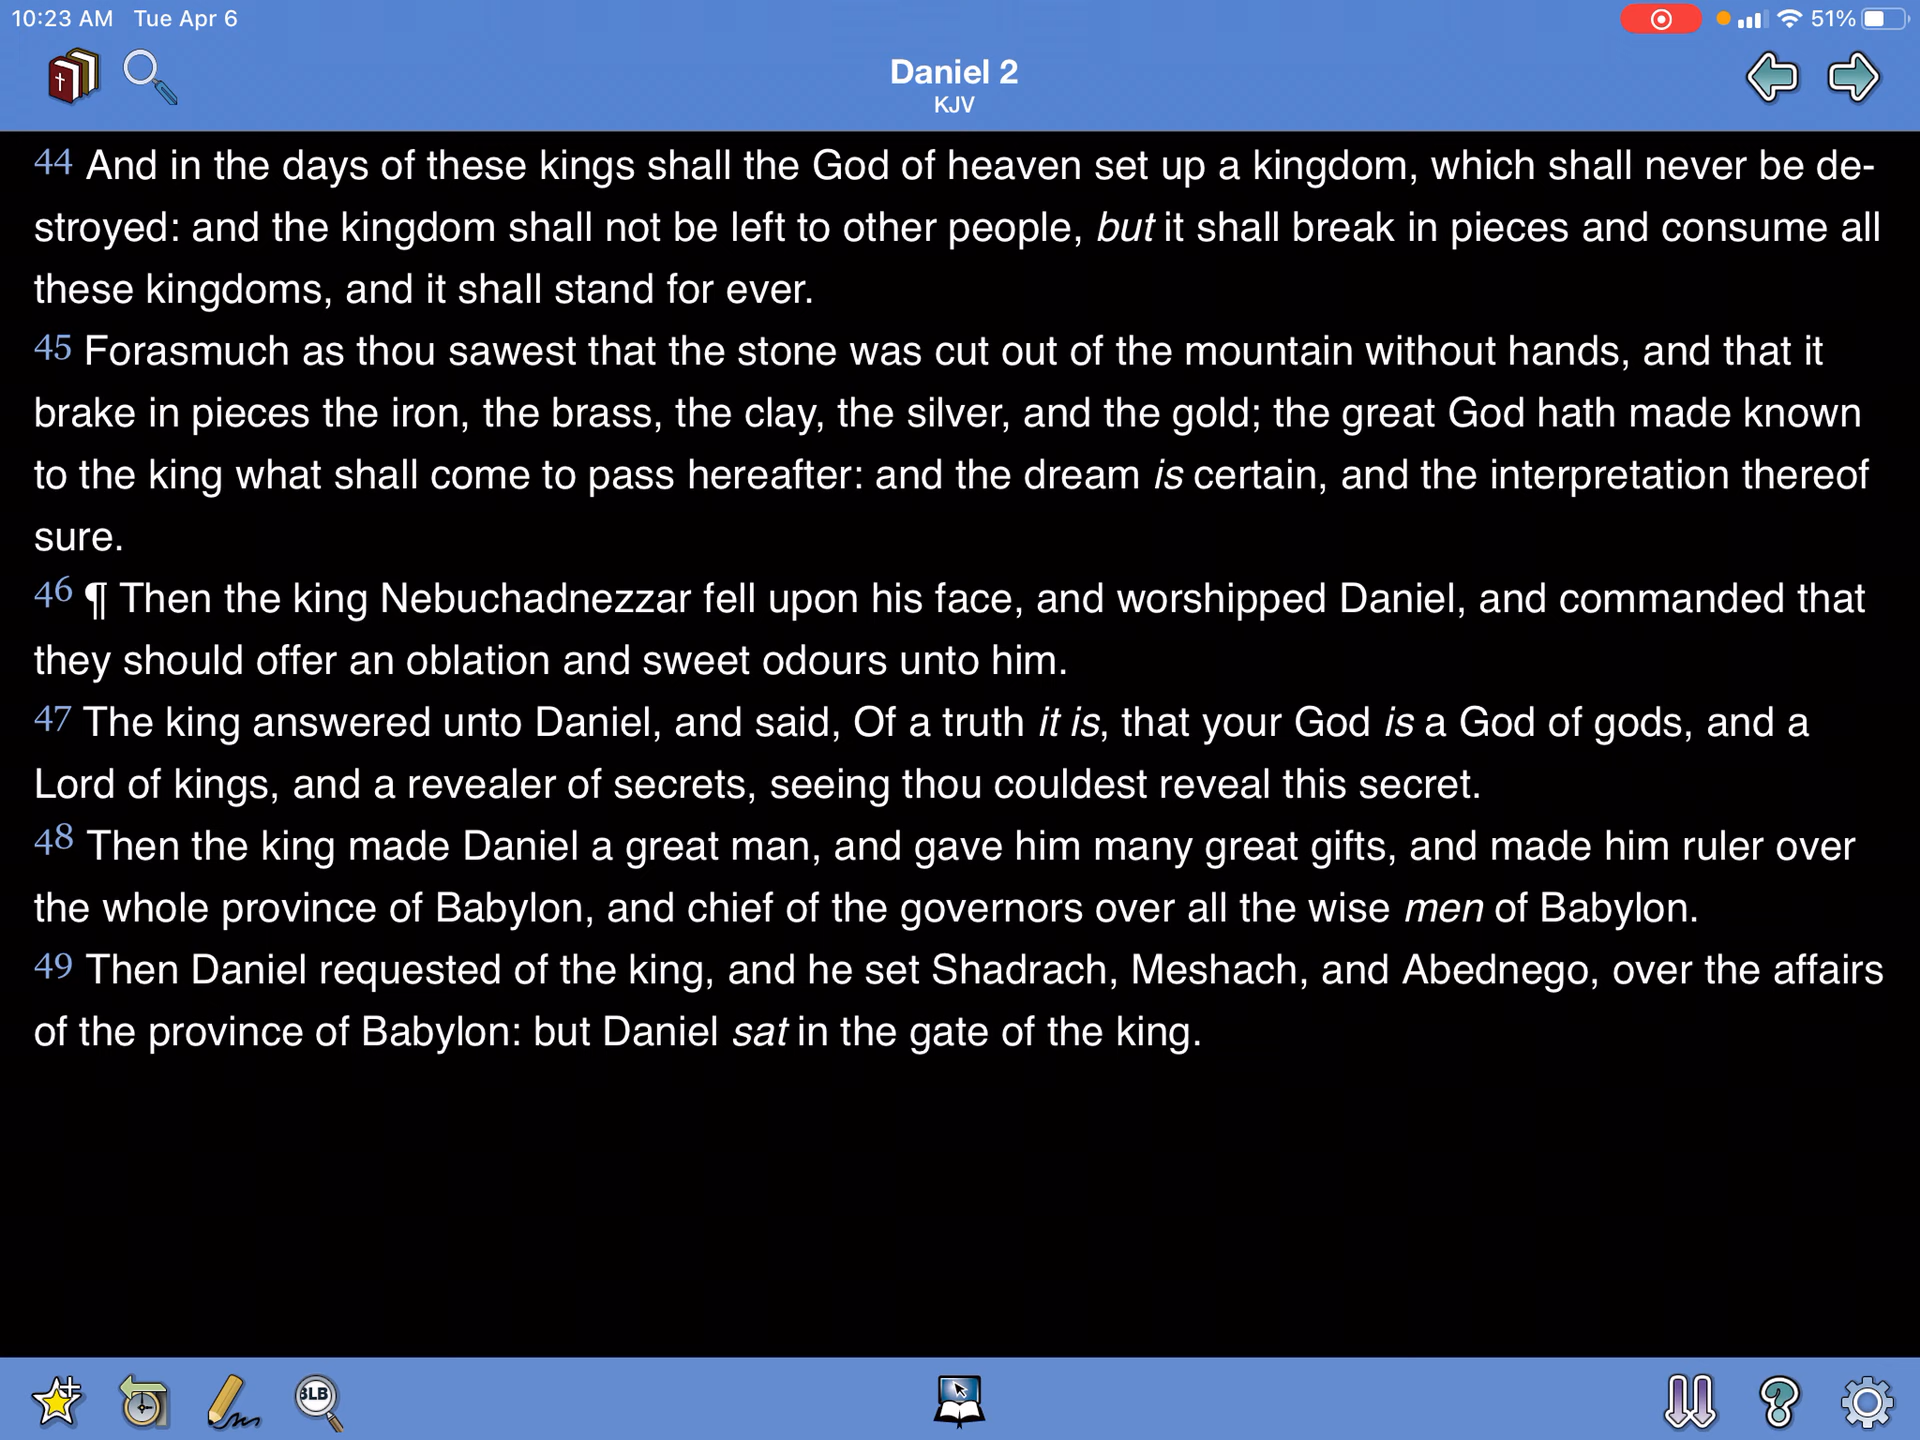 10:23 AM Tue Apr 6
51%
Daniel 2
KJV
44 And in the days of these kings shall the God of heaven set up a kingdom, which shall never be de-
stroyed: and the kingdom shall not be left to other people, but it shall break in pieces and consume all
these kingdoms, and it shall stand for ever.
45 Forasmuch as thou sawest that the stone was cut out of the mountain without hands, and that it
brake in pieces the iron, the brass, the clay, the silver, and the gold; the great God hath made known
to the king what shall come to pass hereafter: and the dream is certain, and the interpretation thereof
sure.
46 ¶ Then the king Nebuchadnezzar fell upon his face, and worshipped Daniel, and commanded that
they should offer an oblation and sweet odours unto him.
47 The king answered unto Daniel, and said, Of a truth it is, that your God is a God of gods, and a
Lord of kings, and a revealer of secrets, seeing thou couldest reveal this secret.
48 Then the king made Daniel a great man, and gave him many great gifts, and made him ruler over
the whole province of Babylon, and chief of the governors over all the wise men of Babylon.
49 Then Daniel requested of the king, and he set Shadrach, Meshach, and Abednego, over the affairs
of the province of Babylon: but Daniel sat in the gate of the king.
BLB